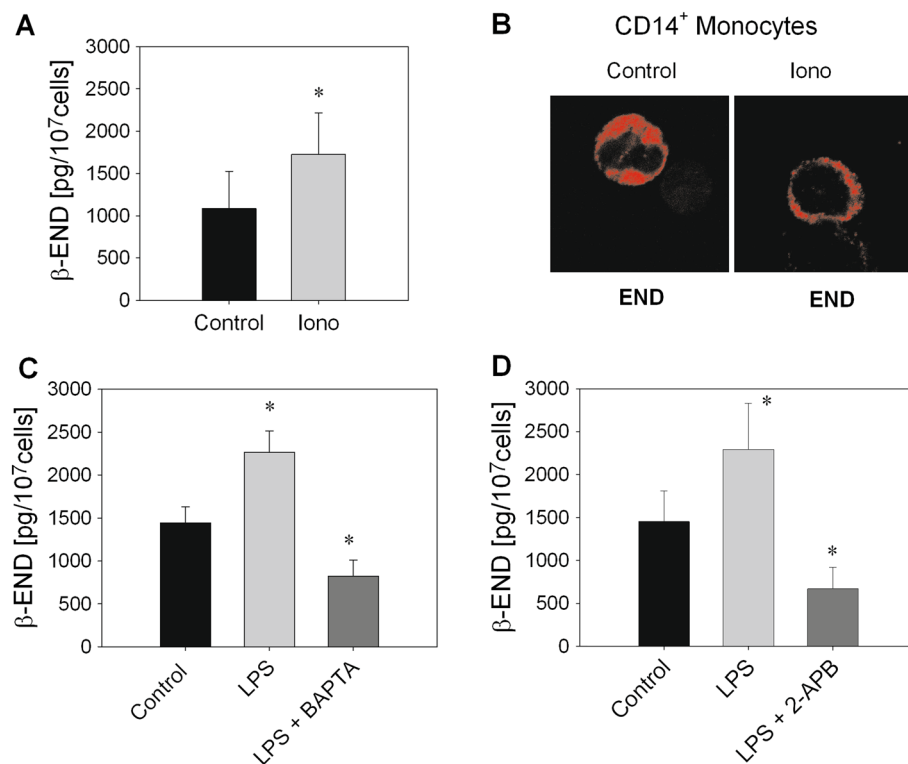 A
β-END [pg/10⁷cells]
3000
2500
2000
1500
1000
500
0
*
Control
Iono
B
CD14⁺ Monocytes
Control
Iono
END
END
C
β-END [pg/10⁷cells]
3000
2500
2000
1500
1000
500
0
*
*
Control
LPS
LPS + BAPTA
D
β-END [pg/10⁷cells]
3000
2500
2000
1500
1000
500
0
*
*
Control
LPS
LPS + 2-APB